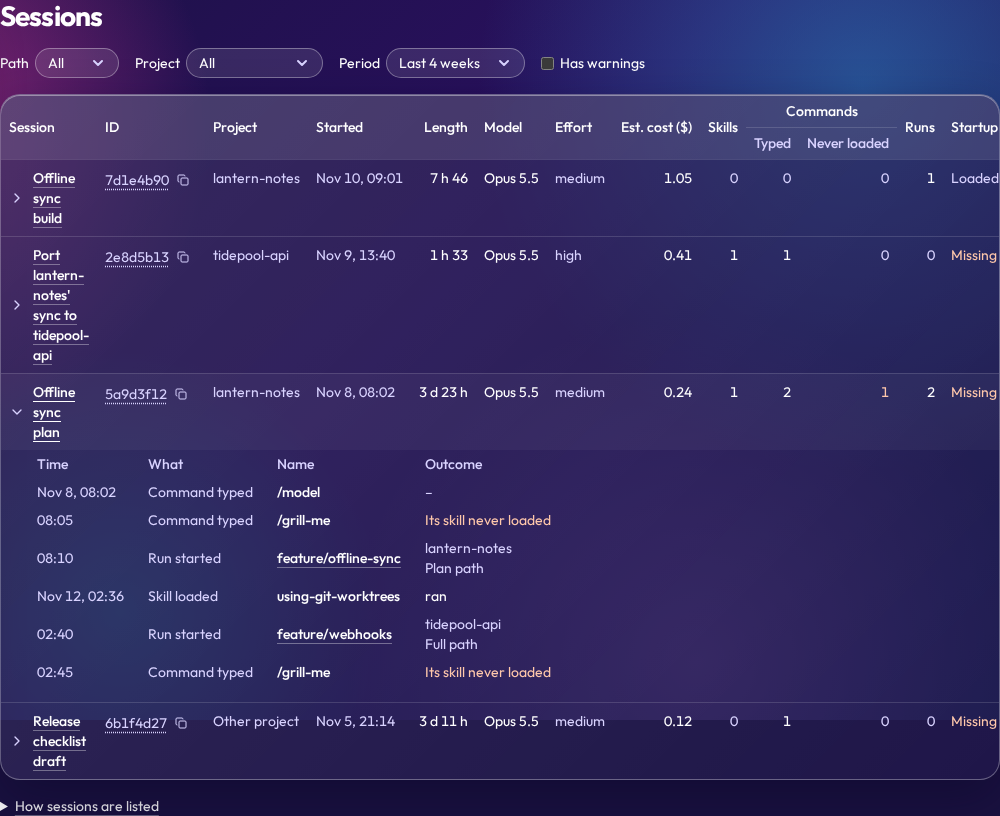 Sessions
Path All Project All Period Last 4 weeks Has warnings
Session ID Project Started Length Model Effort Est. cost ($) Skills Commands Runs Startup
Typed Never loaded
Offline sync build 7d1e4b90 lantern-notes Nov 10, 09:01 7 h 46 Opus 5.5 medium 1.05 0 0 0 1 Loaded
Port lantern-notes' sync to tidepool-api 2e8d5b13 tidepool-api Nov 9, 13:40 1 h 33 Opus 5.5 high 0.41 1 1 0 0 Missing
Offline sync plan 5a9d3f12 lantern-notes Nov 8, 08:02 3 d 23 h Opus 5.5 medium 0.24 1 2 1 2 Missing
Time What Name Outcome
Nov 8, 08:02 Command typed /model –
08:05 Command typed /grill-me Its skill never loaded
08:10 Run started feature/offline-sync lantern-notes
Plan path
Nov 12, 02:36 Skill loaded using-git-worktrees ran
02:40 Run started feature/webhooks tidepool-api
Full path
02:45 Command typed /grill-me Its skill never loaded
Release checklist draft 6b1f4d27 Other project Nov 5, 21:14 3 d 11 h Opus 5.5 medium 0.12 0 1 0 0 Missing
How sessions are listed